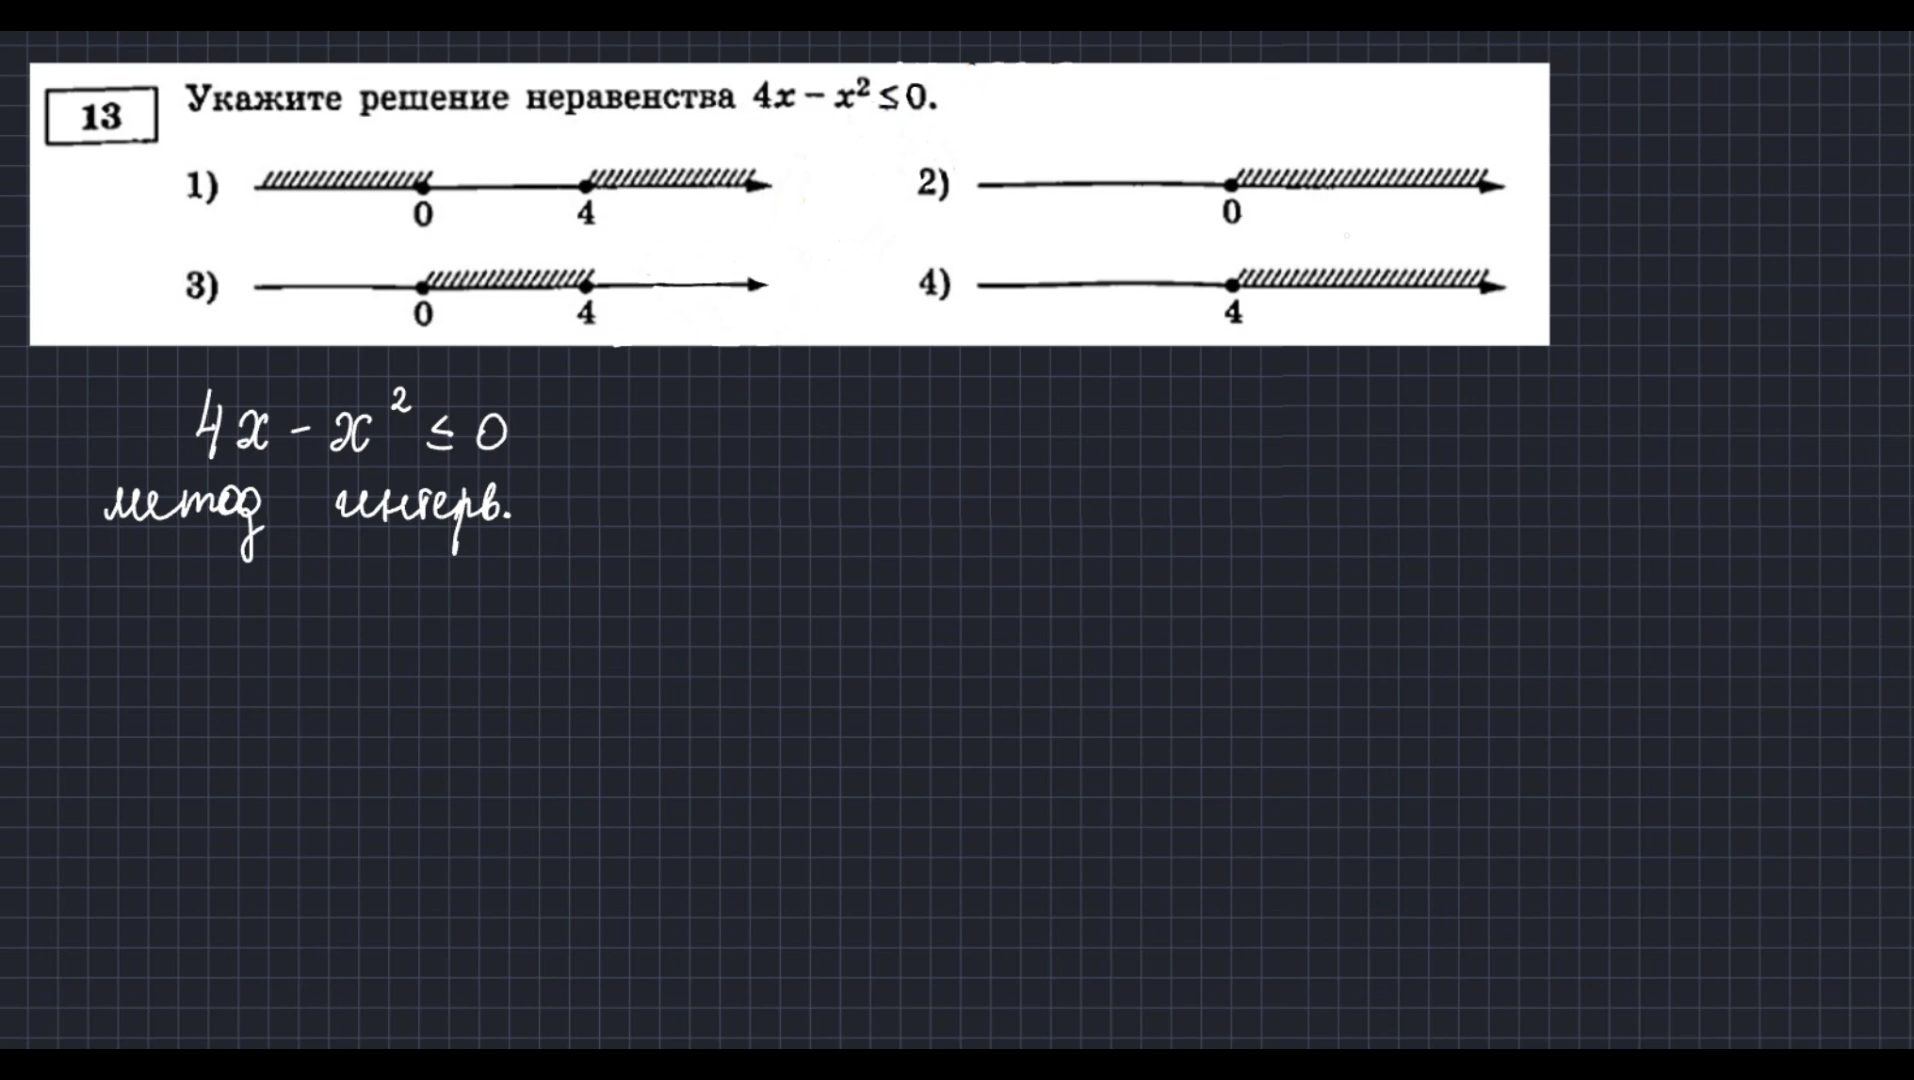 13 Укажите решение неравенства 4x − x² ≤ 0.
1) 0 4 2) 0
3) 0 4 4) 4
4x - x² ≤ 0
метод интерв.